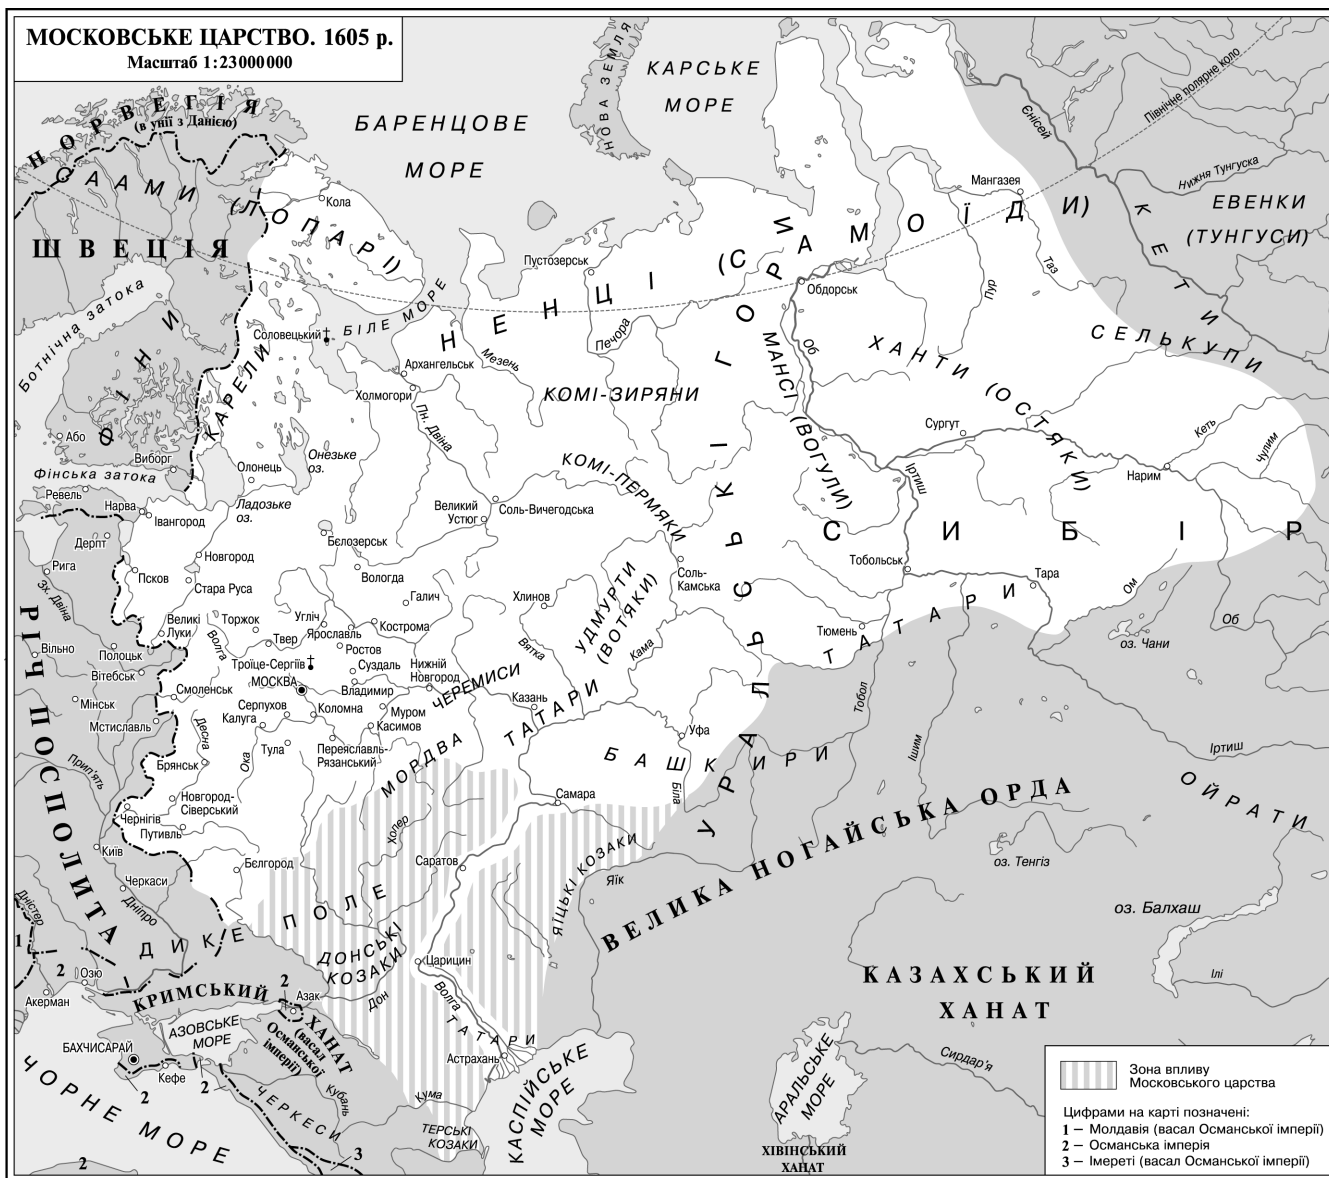 МОСКОВСЬКЕ ЦАРСТВО. 1605 р.
Масштаб 1:23000000
НОРВЕГІЯ
(в унії з Данією)
СААМИ (ЛОПАРІ)
ШВЕЦІЯ
БАРЕНЦОВЕ
МОРЕ
НОВА ЗЕМЛЯ
КАРСЬКЕ
МОРЕ
Єнісей
Північне полярне коло
Нижня Тунгуска
ЕВЕНКИ
(ТУНГУСИ)
КЕТИ
Мангазея
Таз
Пур
Кола
Пустозерськ
НЕНЦІ (САМОЇДИ)
Обдорськ
Об
Ботнічна затока
ФІНИ
КАРЕЛИ
Соловецький
БІЛЕ МОРЕ
Архангельськ
Холмогори
Мезень
Печора
Пн. Двіна
КОМІ-ЗИРЯНИ
МАНСІ (ВОГУЛИ)
ХАНТИ (ОСТЯКИ)
СЕЛЬКУПИ
УРАЛЬСЬКІ ГОРИ
Або
Виборг
Фінська затока
Олонець
Онезьке
оз.
Ладозьке
оз.
КОМІ-ПЕРМЯКИ
Сургут
Іртиш
Нарим
Кеть
Чулим
Ревель
Нарва
Івангород
Дерпт
Рига
Зх. Двіна
Псков
Новгород
Стара Руса
Бєлозерськ
Вологда
Великий
Устюг
Соль-Вичегодська
СИБІР
Галич
Хлинов
УДМУРТИ
(ВОТЯКИ)
Соль-
Камська
Тобольськ
Тара
Ом
Об
оз. Чани
Тюмень
ТАТАРИ
РІЧ ПОСПОЛИТА
Великі
Луки
Торжок
Волга
Твер
Угліч
Ярославль
Кострома
Ростов
Суздаль
Троїце-Сергіїв
МОСКВА
Владимир
Нижній
Новгород
ЧЕРЕМИСИ
Вятка
Кама
Казань
ТАТАРИ
Вільно
Полоцьк
Вітебськ
Мінськ
Мстиславль
Смоленськ
Серпухов
Калуга
Коломна
Муром
Касимов
Тула
Переяславль-
Рязанський
МОРДВА
Десна
Ока
Брянськ
Прип'ять
Уфа
БАШКИРИ
Біла
Тобол
Ішим
Іртиш
ОЙРАТИ
Новгород-
Сіверський
Чернігів
Путивль
Київ
Самара
Хопер
Саратов
ЯЇЦЬКІ КОЗАКИ
Яїк
ВЕЛИКА НОГАЙСЬКА ОРДА
оз. Тенгіз
оз. Балхаш
Ілі
Бєлгород
Черкаси
Дніпро
Дністер
ДИКЕ ПОЛЕ
ДОНСЬКІ
КОЗАКИ
Царицин
Дон
Волга
ТАТАРИ
КАЗАХСЬКИЙ
ХАНАТ
1
2
Озю
Акерман
КРИМСЬКИЙ
ХАНАТ
(васал
Османської
імперії)
2
Азак
АЗОВСЬКЕ
МОРЕ
БАХЧИСАРАЙ
Кефе
2
2
ЧОРНЕ МОРЕ
2
ЧЕРКЕСИ
Кубань
Кума
3
ТЕРСЬКІ
КОЗАКИ
Астрахань
КАСПІЙСЬКЕ
МОРЕ
АРАЛЬСЬКЕ
МОРЕ
Сирдар'я
ХІВІНСЬКИЙ
ХАНАТ
Зона впливу
Московського царства
Цифрами на карті позначені:
1 – Молдавія (васал Османської імперії)
2 – Османська імперія
3 – Імереті (васал Османської імперії)